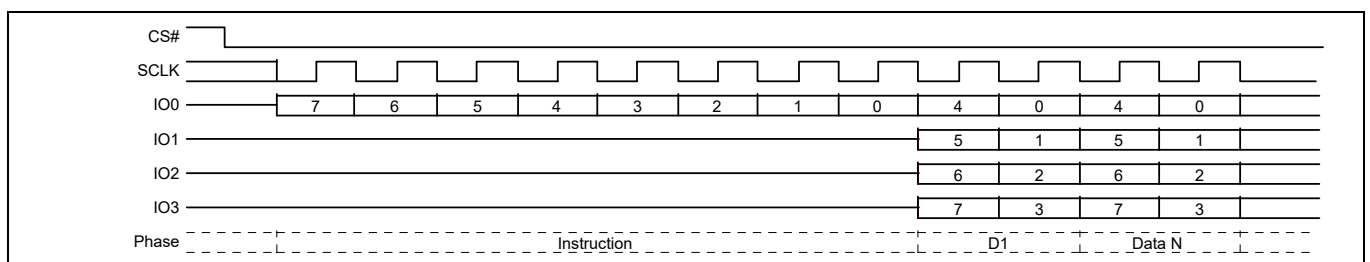 CS#
SCLK
IO0 7 6 5 4 3 2 1 0 4 0 4 0
IO1 5 1 5 1
IO2 6 2 6 2
IO3 7 3 7 3
Phase Instruction D1 Data N